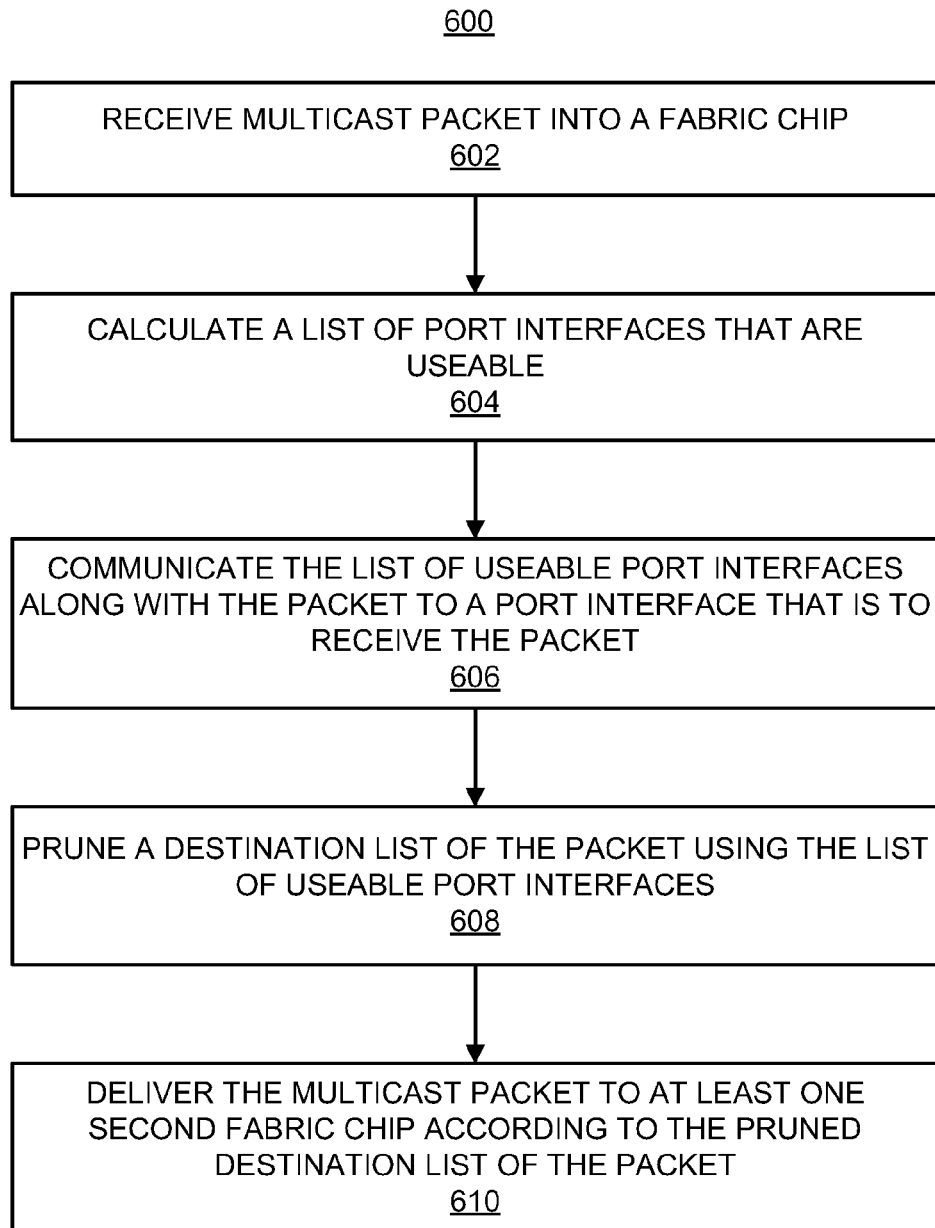 600
RECEIVE MULTICAST PACKET INTO A FABRIC CHIP
602
CALCULATE A LIST OF PORT INTERFACES THAT ARE
USEABLE
604
COMMUNICATE THE LIST OF USEABLE PORT INTERFACES
ALONG WITH THE PACKET TO A PORT INTERFACE THAT IS TO
RECEIVE THE PACKET
606
PRUNE A DESTINATION LIST OF THE PACKET USING THE LIST
OF USEABLE PORT INTERFACES
608
DELIVER THE MULTICAST PACKET TO AT LEAST ONE
SECOND FABRIC CHIP ACCORDING TO THE PRUNED
DESTINATION LIST OF THE PACKET
610